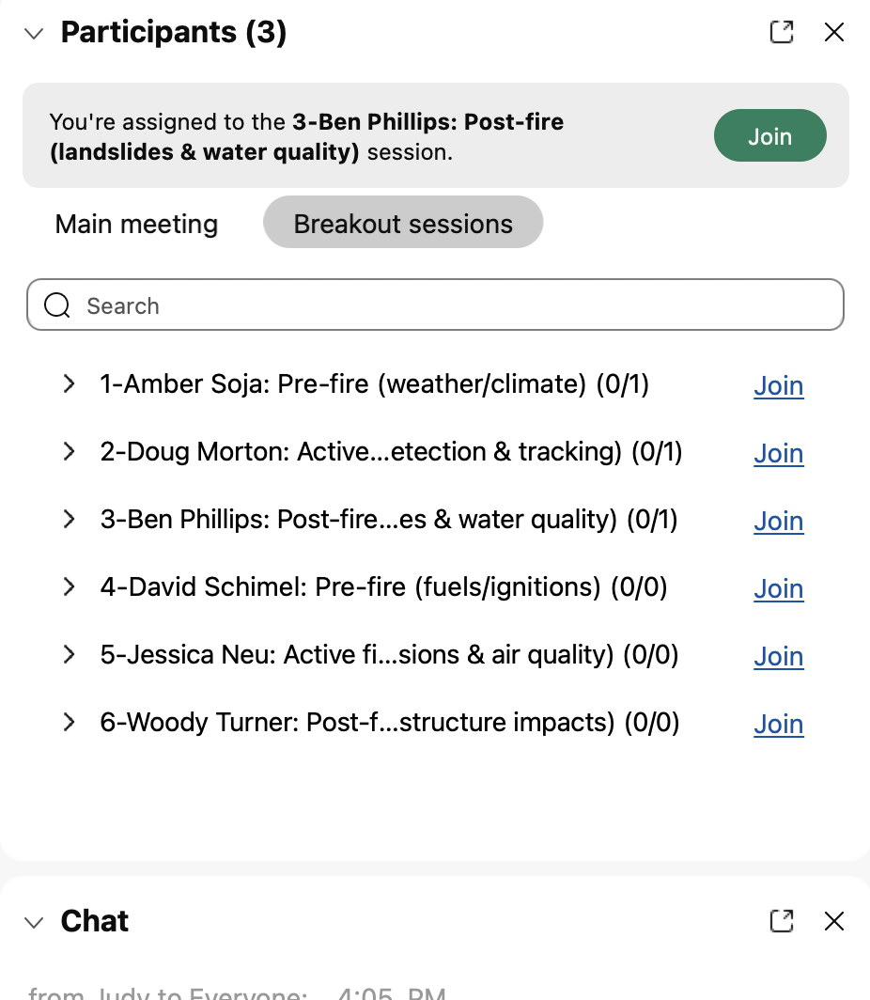 Participants (3)
You're assigned to the 3-Ben Phillips: Post-fire
(landslides & water quality) session.
Join
Main meeting
Breakout sessions
Search
1-Amber Soja: Pre-fire (weather/climate) (0/1)
Join
2-Doug Morton: Active...etection & tracking) (0/1)
Join
3-Ben Phillips: Post-fire...es & water quality) (0/1)
Join
4-David Schimel: Pre-fire (fuels/ignitions) (0/0)
Join
5-Jessica Neu: Active fi...sions & air quality) (0/0)
Join
6-Woody Turner: Post-f...structure impacts) (0/0)
Join
Chat
from Judy to Everyone: 4:05 PM